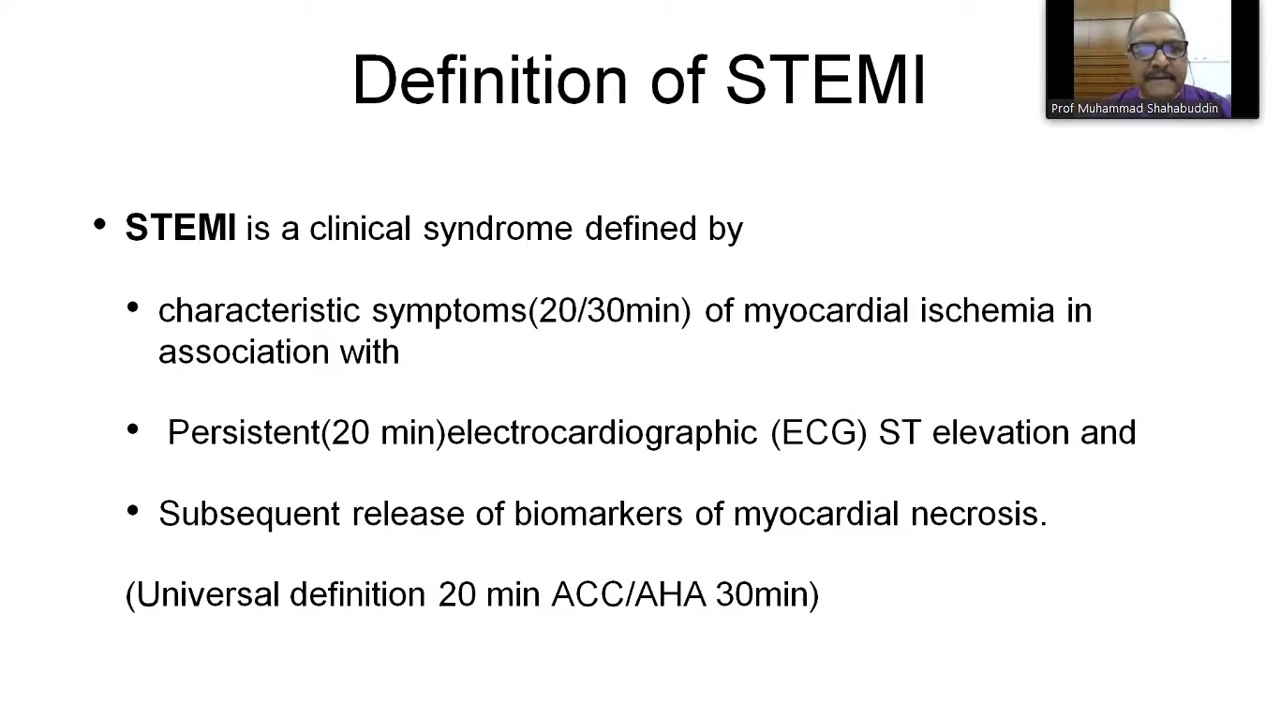 Definition of STEMI
Prof Muhammad Shahabuddin
• STEMI is a clinical syndrome defined by
• characteristic symptoms(20/30min) of myocardial ischemia in
association with
• Persistent(20 min)electrocardiographic (ECG) ST elevation and
• Subsequent release of biomarkers of myocardial necrosis.
(Universal definition 20 min ACC/AHA 30min)